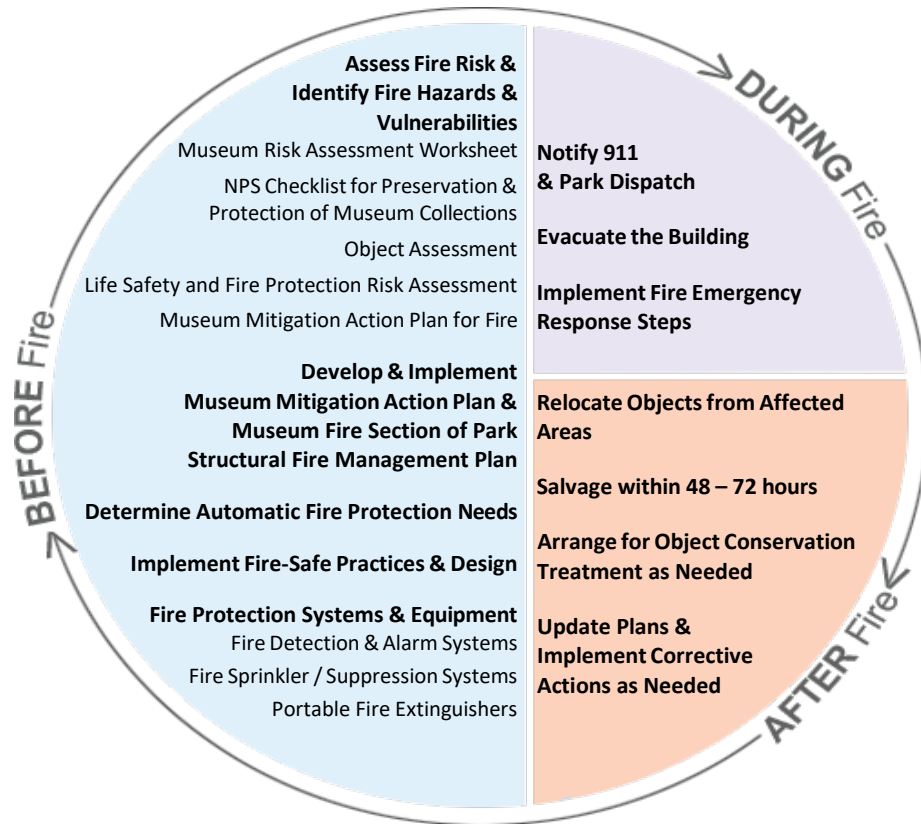 BEFORE Fire
Assess Fire Risk &
Identify Fire Hazards &
Vulnerabilities
Museum Risk Assessment Worksheet
NPS Checklist for Preservation &
Protection of Museum Collections
Object Assessment
Life Safety and Fire Protection Risk Assessment
Museum Mitigation Action Plan for Fire
Develop & Implement
Museum Mitigation Action Plan &
Museum Fire Section of Park
Structural Fire Management Plan
Determine Automatic Fire Protection Needs
Implement Fire-Safe Practices & Design
Fire Protection Systems & Equipment
Fire Detection & Alarm Systems
Fire Sprinkler / Suppression Systems
Portable Fire Extinguishers
DURING Fire
Notify 911
& Park Dispatch
Evacuate the Building
Implement Fire Emergency
Response Steps
AFTER Fire
Relocate Objects from Affected
Areas
Salvage within 48 – 72 hours
Arrange for Object Conservation
Treatment as Needed
Update Plans &
Implement Corrective
Actions as Needed